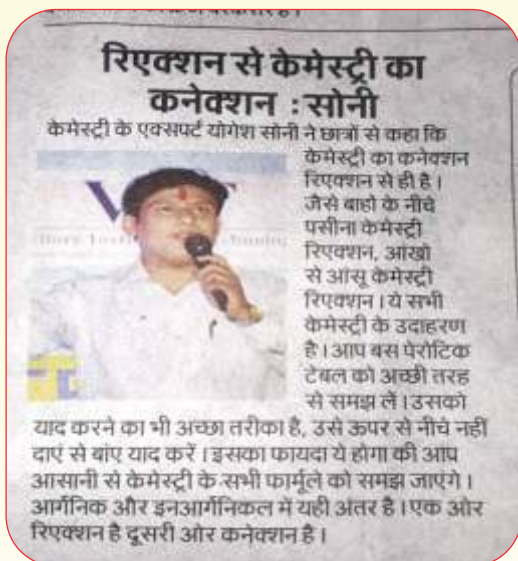 रिएक्शन से केमेस्ट्री का
कनेक्शन : सोनी
केमेस्ट्री के एक्सपर्ट योगेश सोनी ने छात्रों से कहा कि
केमेस्ट्री का कनेक्शन
रिएक्शन से ही है।
जैसे बाहों के नीचे
पसीना केमेस्ट्री
रिएक्शन, आंखों
से आंसू केमेस्ट्री
रिएक्शन। ये सभी
केमेस्ट्री के उदाहरण
है। आप बस पेरोटिक
टेबल को अच्छी तरह
से समझ लें। उसको
याद करने का भी अच्छा तरीका है, उसे ऊपर से नीचे नहीं
दाएं से बांए याद करें। इसका फायदा ये होगा की आप
आसानी से केमेस्ट्री के सभी फार्मूले को समझ जाएंगे।
आर्गेनिक और इनआर्गेनिकल में यही अंतर है। एक ओर
रिएक्शन है दूसरी ओर कनेक्शन है।